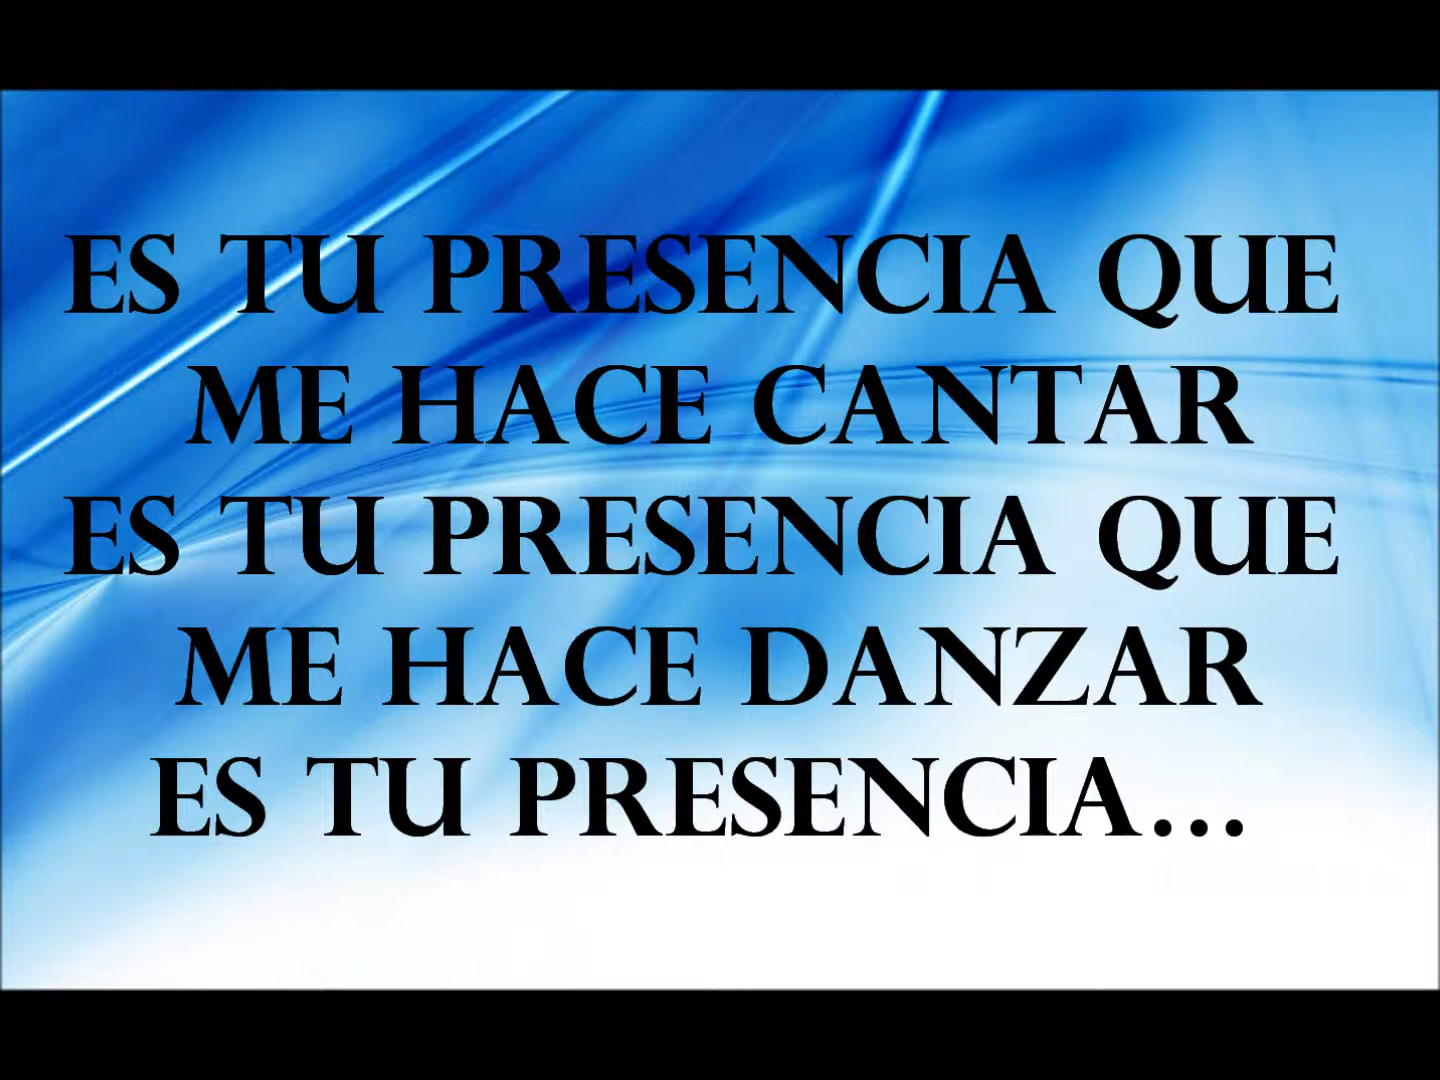 ES TU PRESENCIA QUE
ME HACE CANTAR
ES TU PRESENCIA QUE
ME HACE DANZAR
ES TU PRESENCIA...